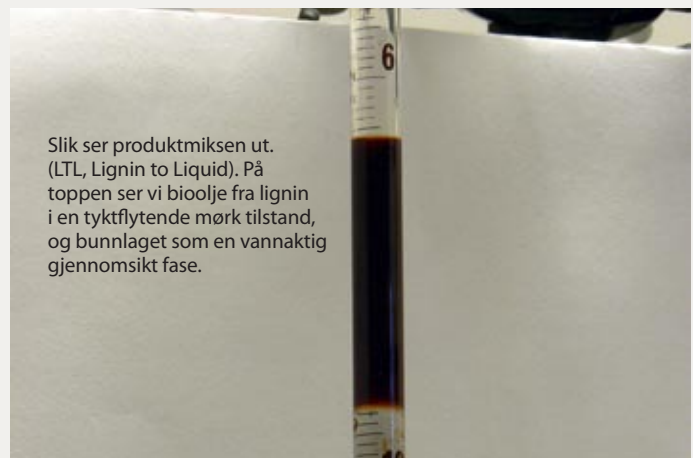 6
Slik ser produktmiksen ut.
(LTL, Lignin to Liquid). På
toppen ser vi bioolje fra lignin
i en tyktflytende mørk tilstand,
og bunnlaget som en vannaktig
gjennomsikt fase.